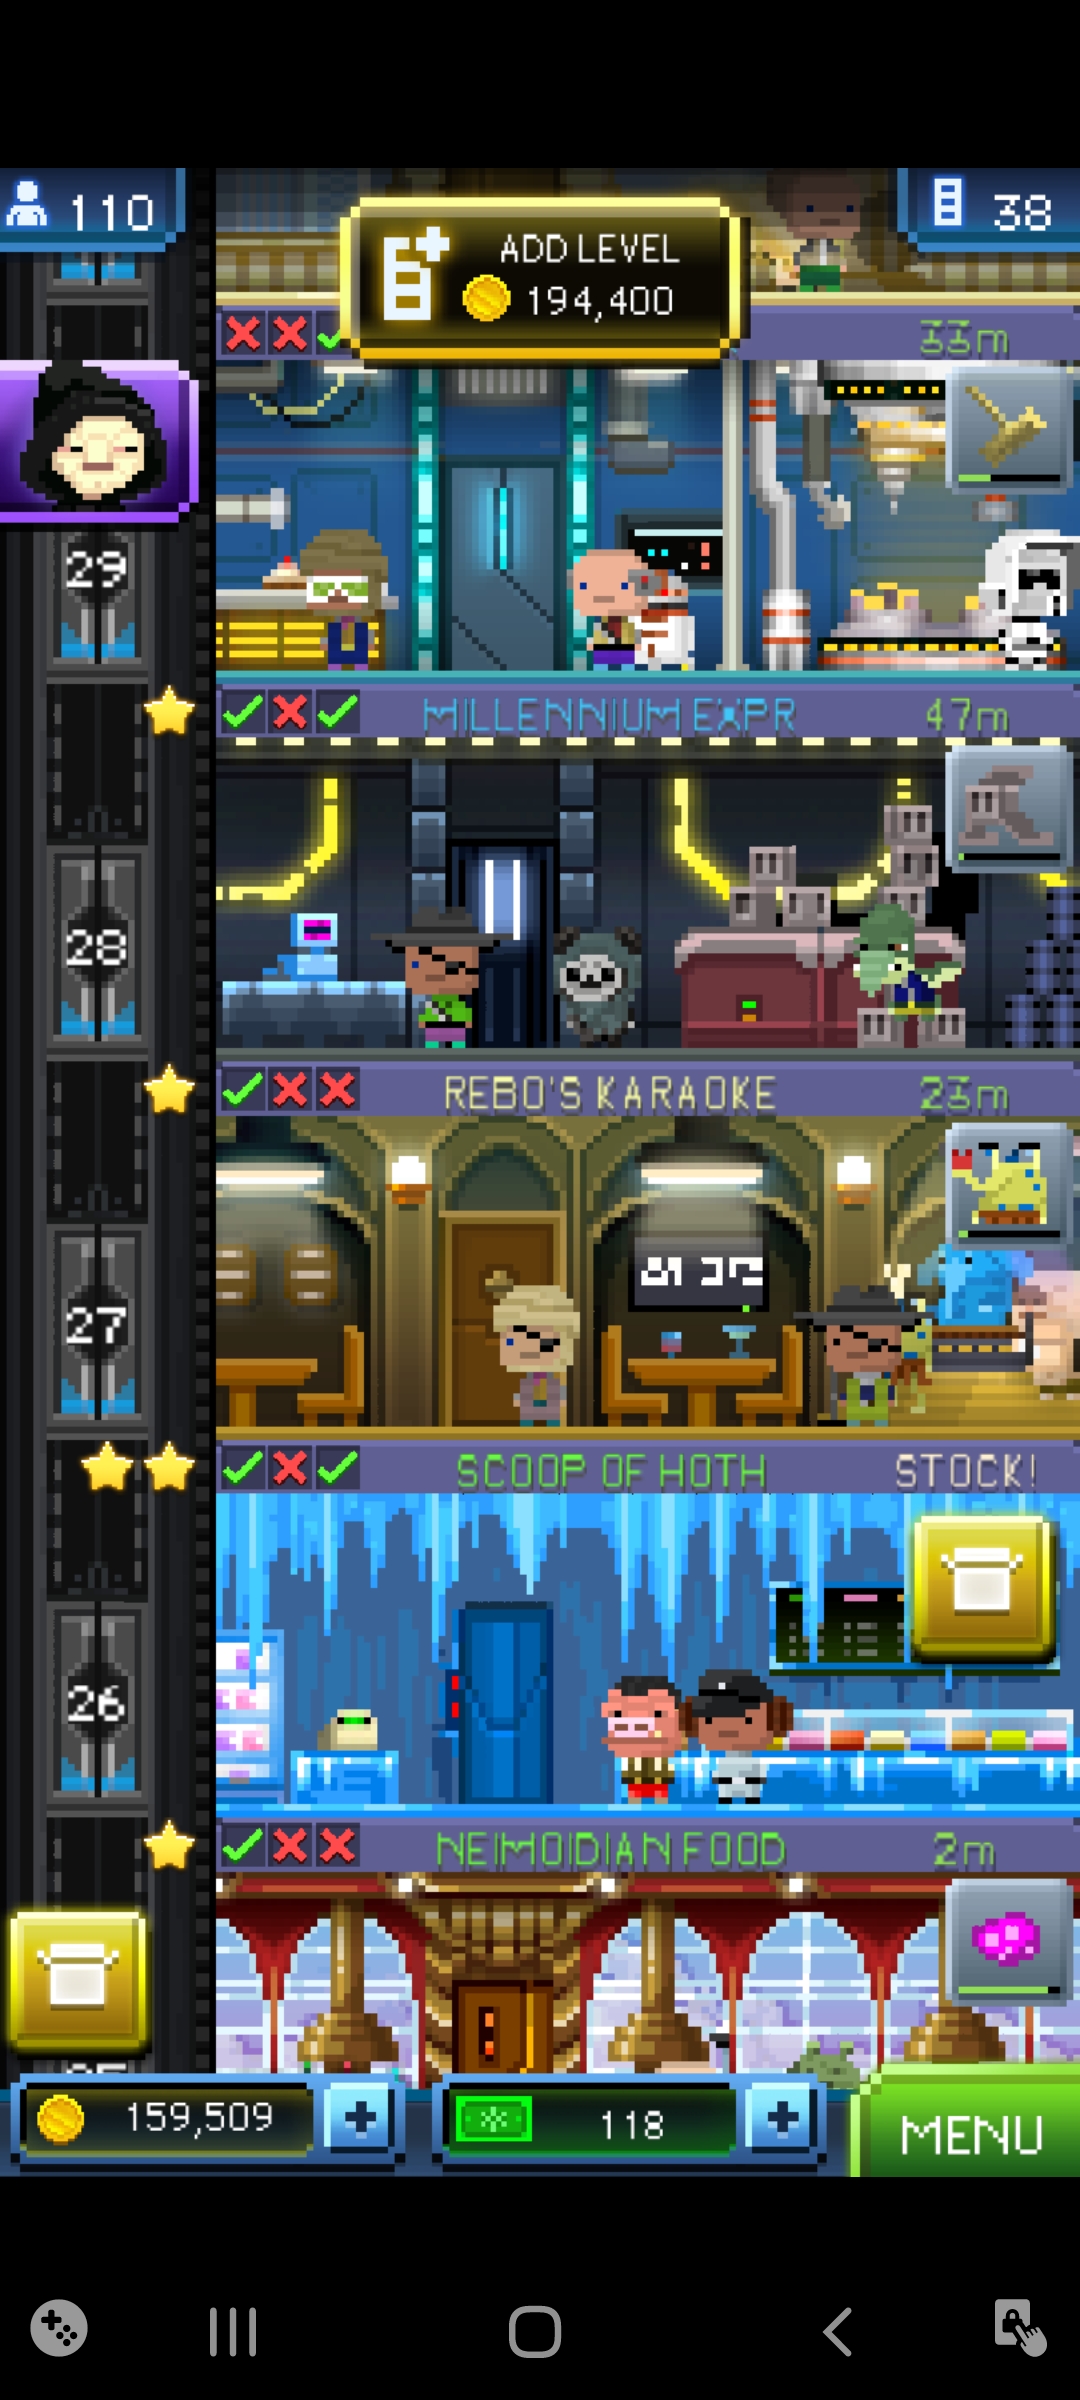 110
ADD LEVEL
194,400
38
33m
29
MILLENNIUM EXPR
47m
28
REBO'S KARAOKE
23m
27
SCOOP OF HOTH
STOCK!
26
NEIMOIDIAN FOOD
2m
159,509
118
MENU